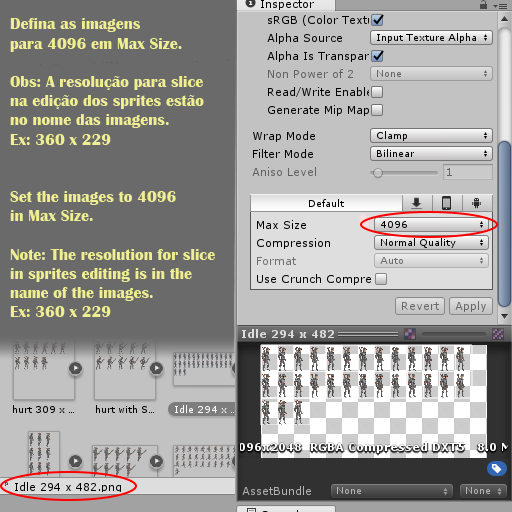 Defina as imagens
para 4096 em Max Size.
Obs: A resolução para slice
na edição dos sprites estão
no nome das imagens.
Ex: 360 x 229
Set the images to 4096
in Max Size.
Note: The resolution for slice
in sprites editing is in the
name of the images.
Ex: 360 x 229
hurt 309 x ...
hurt with S...
Idle 294 x ...
Idle 294 x 482.png
Inspector
sRGB (Color Textu
Alpha Source
Input Texture Alpha
Alpha Is Transpar
Non Power of 2
None
Read/Write Enabl
Generate Mip Map
Wrap Mode
Clamp
Filter Mode
Bilinear
Aniso Level
1
Default
Max Size
4096
Compression
Normal Quality
Format
Auto
Use Crunch Compre
Revert
Apply
Idle 294 x 482
096x2048 RGBA Compressed DXT5 8.0 M
AssetBundle
None
None